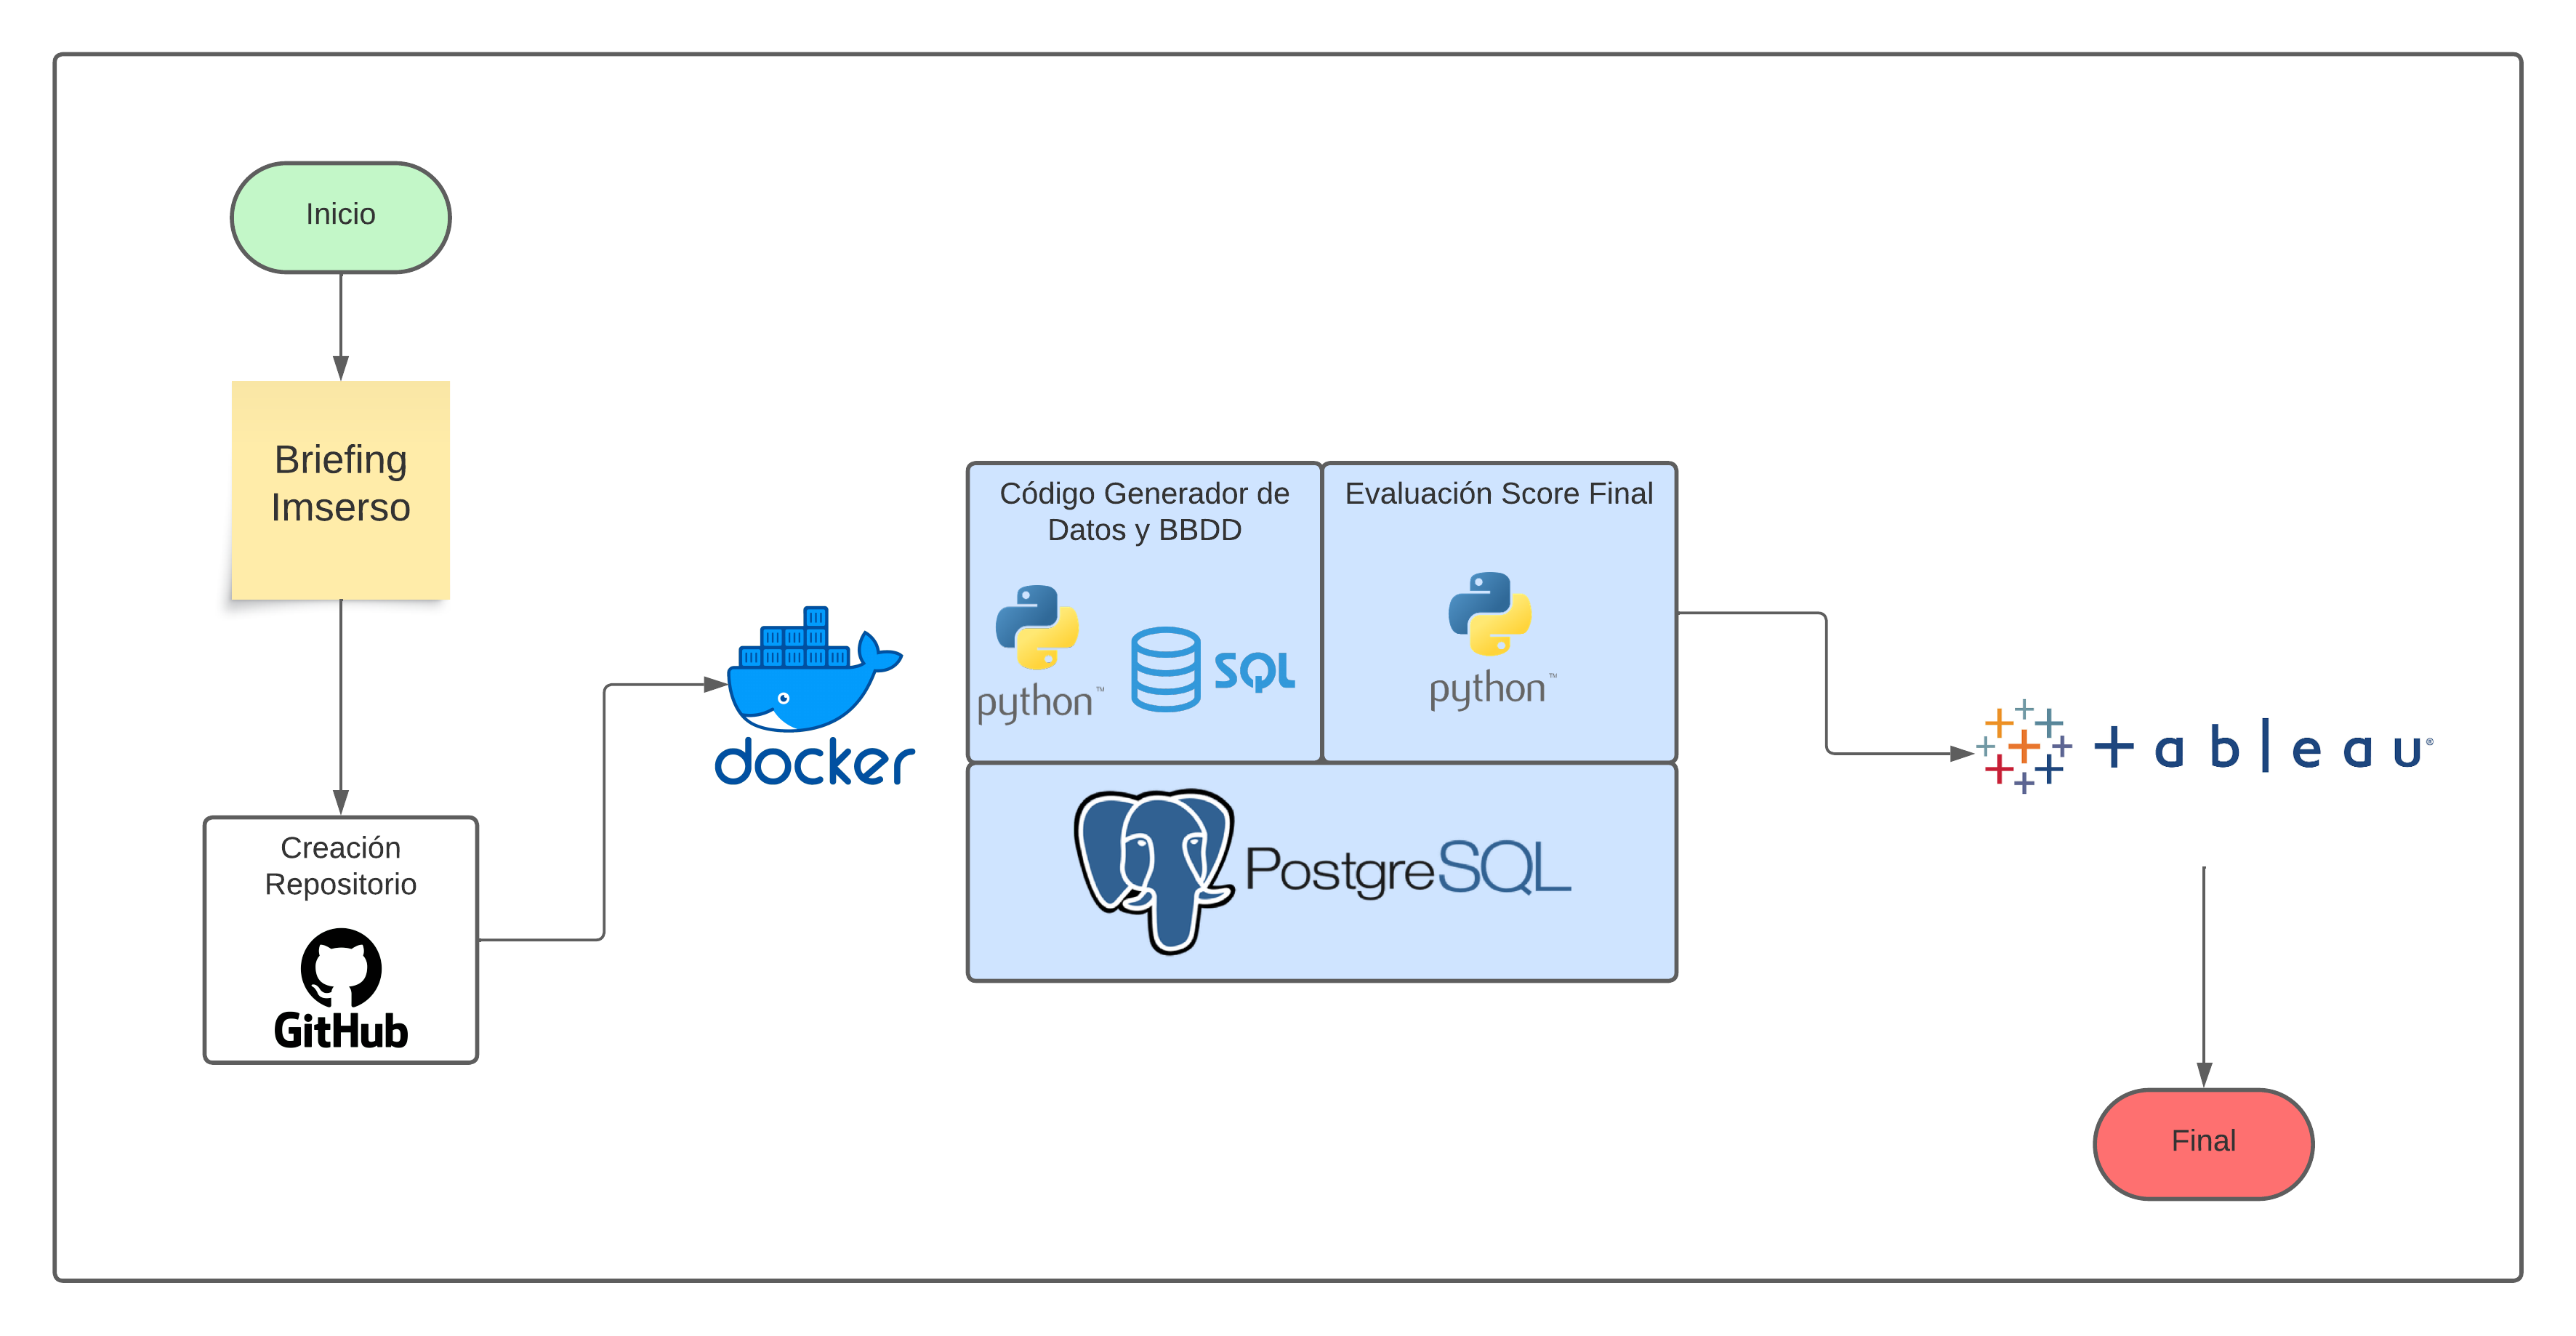 Inicio
Briefing
Imserso
Creación
Repositorio
GitHub
docker
Código Generador de
Datos y BBDD
python™
SQL
Evaluación Score Final
python™
PostgreSQL
+ableau®
Final